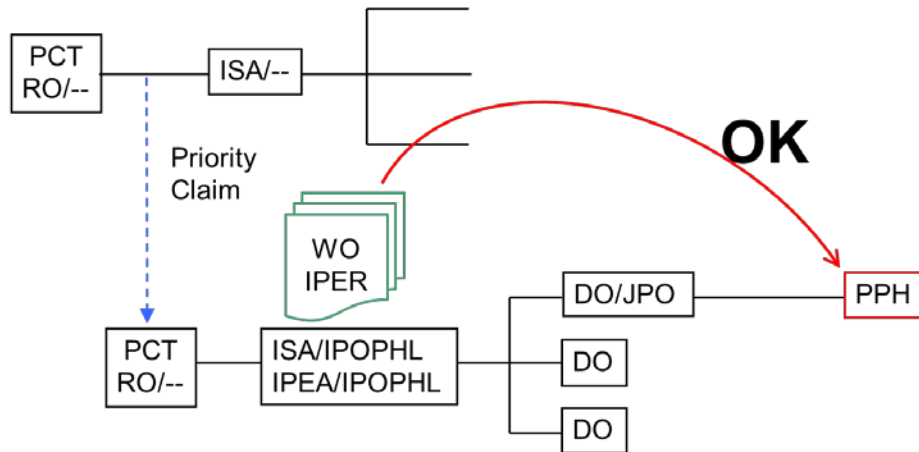 PCT
RO/--
ISA/--
OK
Priority
Claim
WO
IPER
DO/JPO
PPH
PCT
RO/--
ISA/IPOPHL
IPEA/IPOPHL
DO
DO